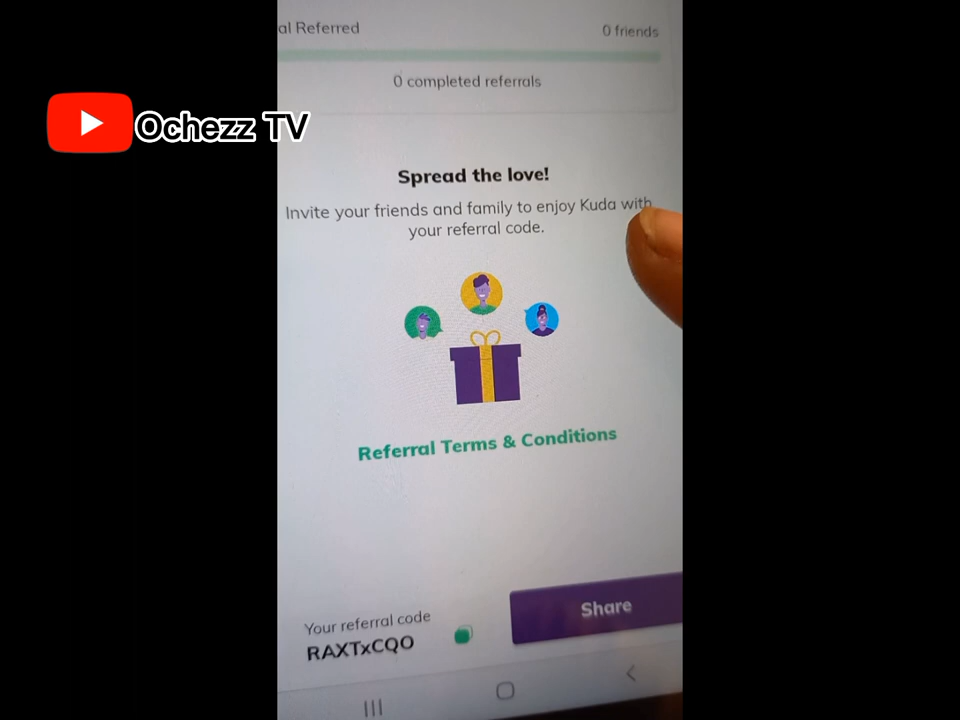 al Referred
0 friends
0 completed referrals
Ochezz TV
Spread the love!
Invite your friends and family to enjoy Kuda with
your referral code.
Referral Terms & Conditions
Your referral code
RAXTxCQO
Share